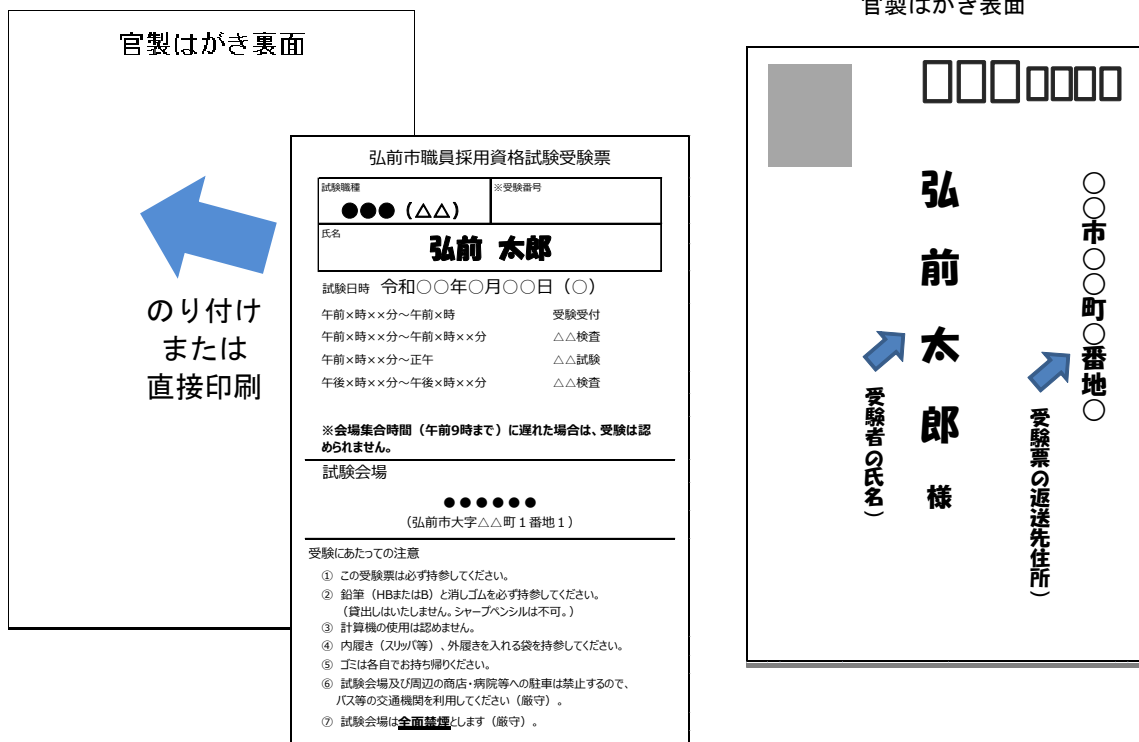 官製はがき裏面
のり付け
または
直接印刷
弘前市職員採用資格試験受験票
試験職種
※受験番号
●●●（△△）
氏名
弘前 太郎
試験日時 令和○○年○月○○日（○）
午前×時××分～午前×時 受験受付
午前×時××分～午前×時××分 △△検査
午前×時××分～正午 △△試験
午後×時××分～午後×時××分 △△検査
※会場集合時間（午前9時まで）に遅れた場合は、受験は認
められません。
試験会場
●●●●●●
（弘前市大字△△町１番地１）
受験にあたっての注意
① この受験票は必ず持参してください。
② 鉛筆（HBまたはB）と消しゴムを必ず持参してください。
（貸出しはいたしません。シャープペンシルは不可。）
③ 計算機の使用は認めません。
④ 内履き（スリッパ等）、外履きを入れる袋を持参してください。
⑤ ゴミは各自でお持ち帰りください。
⑥ 試験会場及び周辺の商店・病院等への駐車は禁止するので、
バス等の交通機関を利用してください（厳守）。
⑦ 試験会場は全面禁煙とします（厳守）。
官製はがき表面
○○市○○町○番地○
受験票の返送先住所）
弘前太郎 様
受験者の氏名）